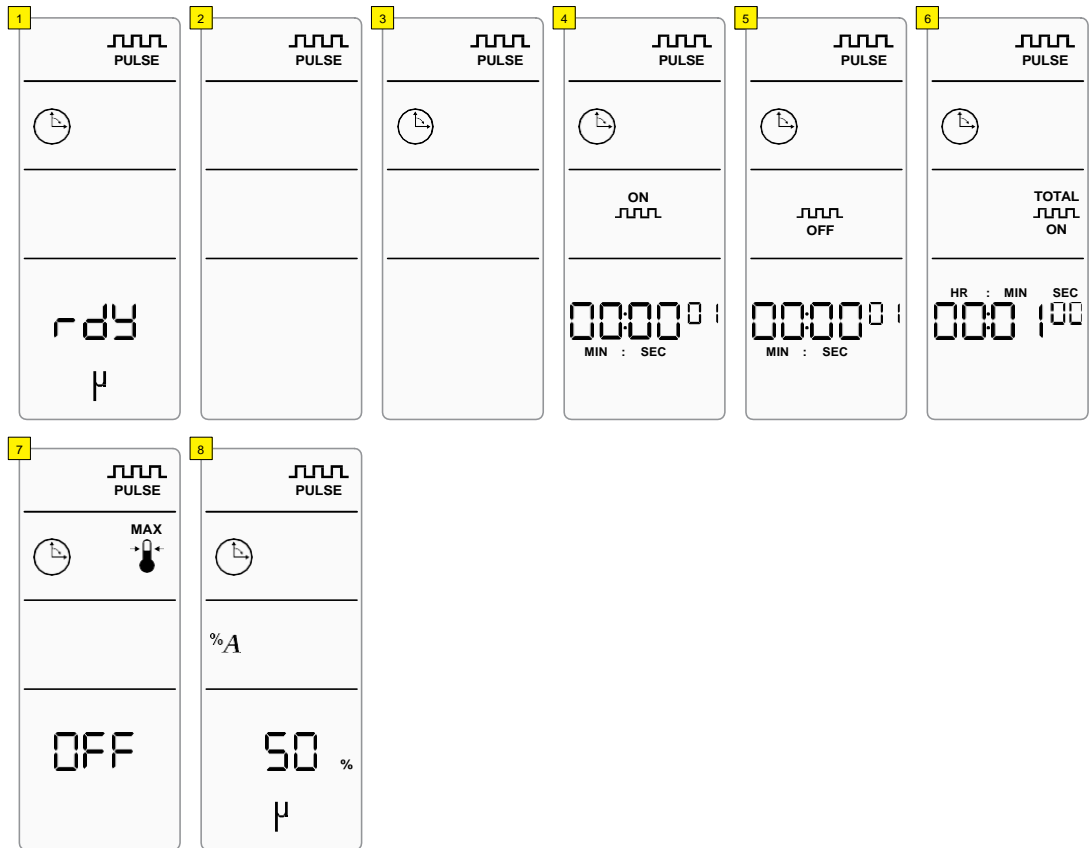 1
PULSE
rdY
µ
2
PULSE
3
PULSE
4
PULSE
ON
00:00 01
MIN : SEC
5
PULSE
OFF
00:00 01
MIN : SEC
6
PULSE
TOTAL
ON
HR : MIN SEC
00:01 00
7
PULSE
MAX
OFF
8
PULSE
%A
50 %
µ